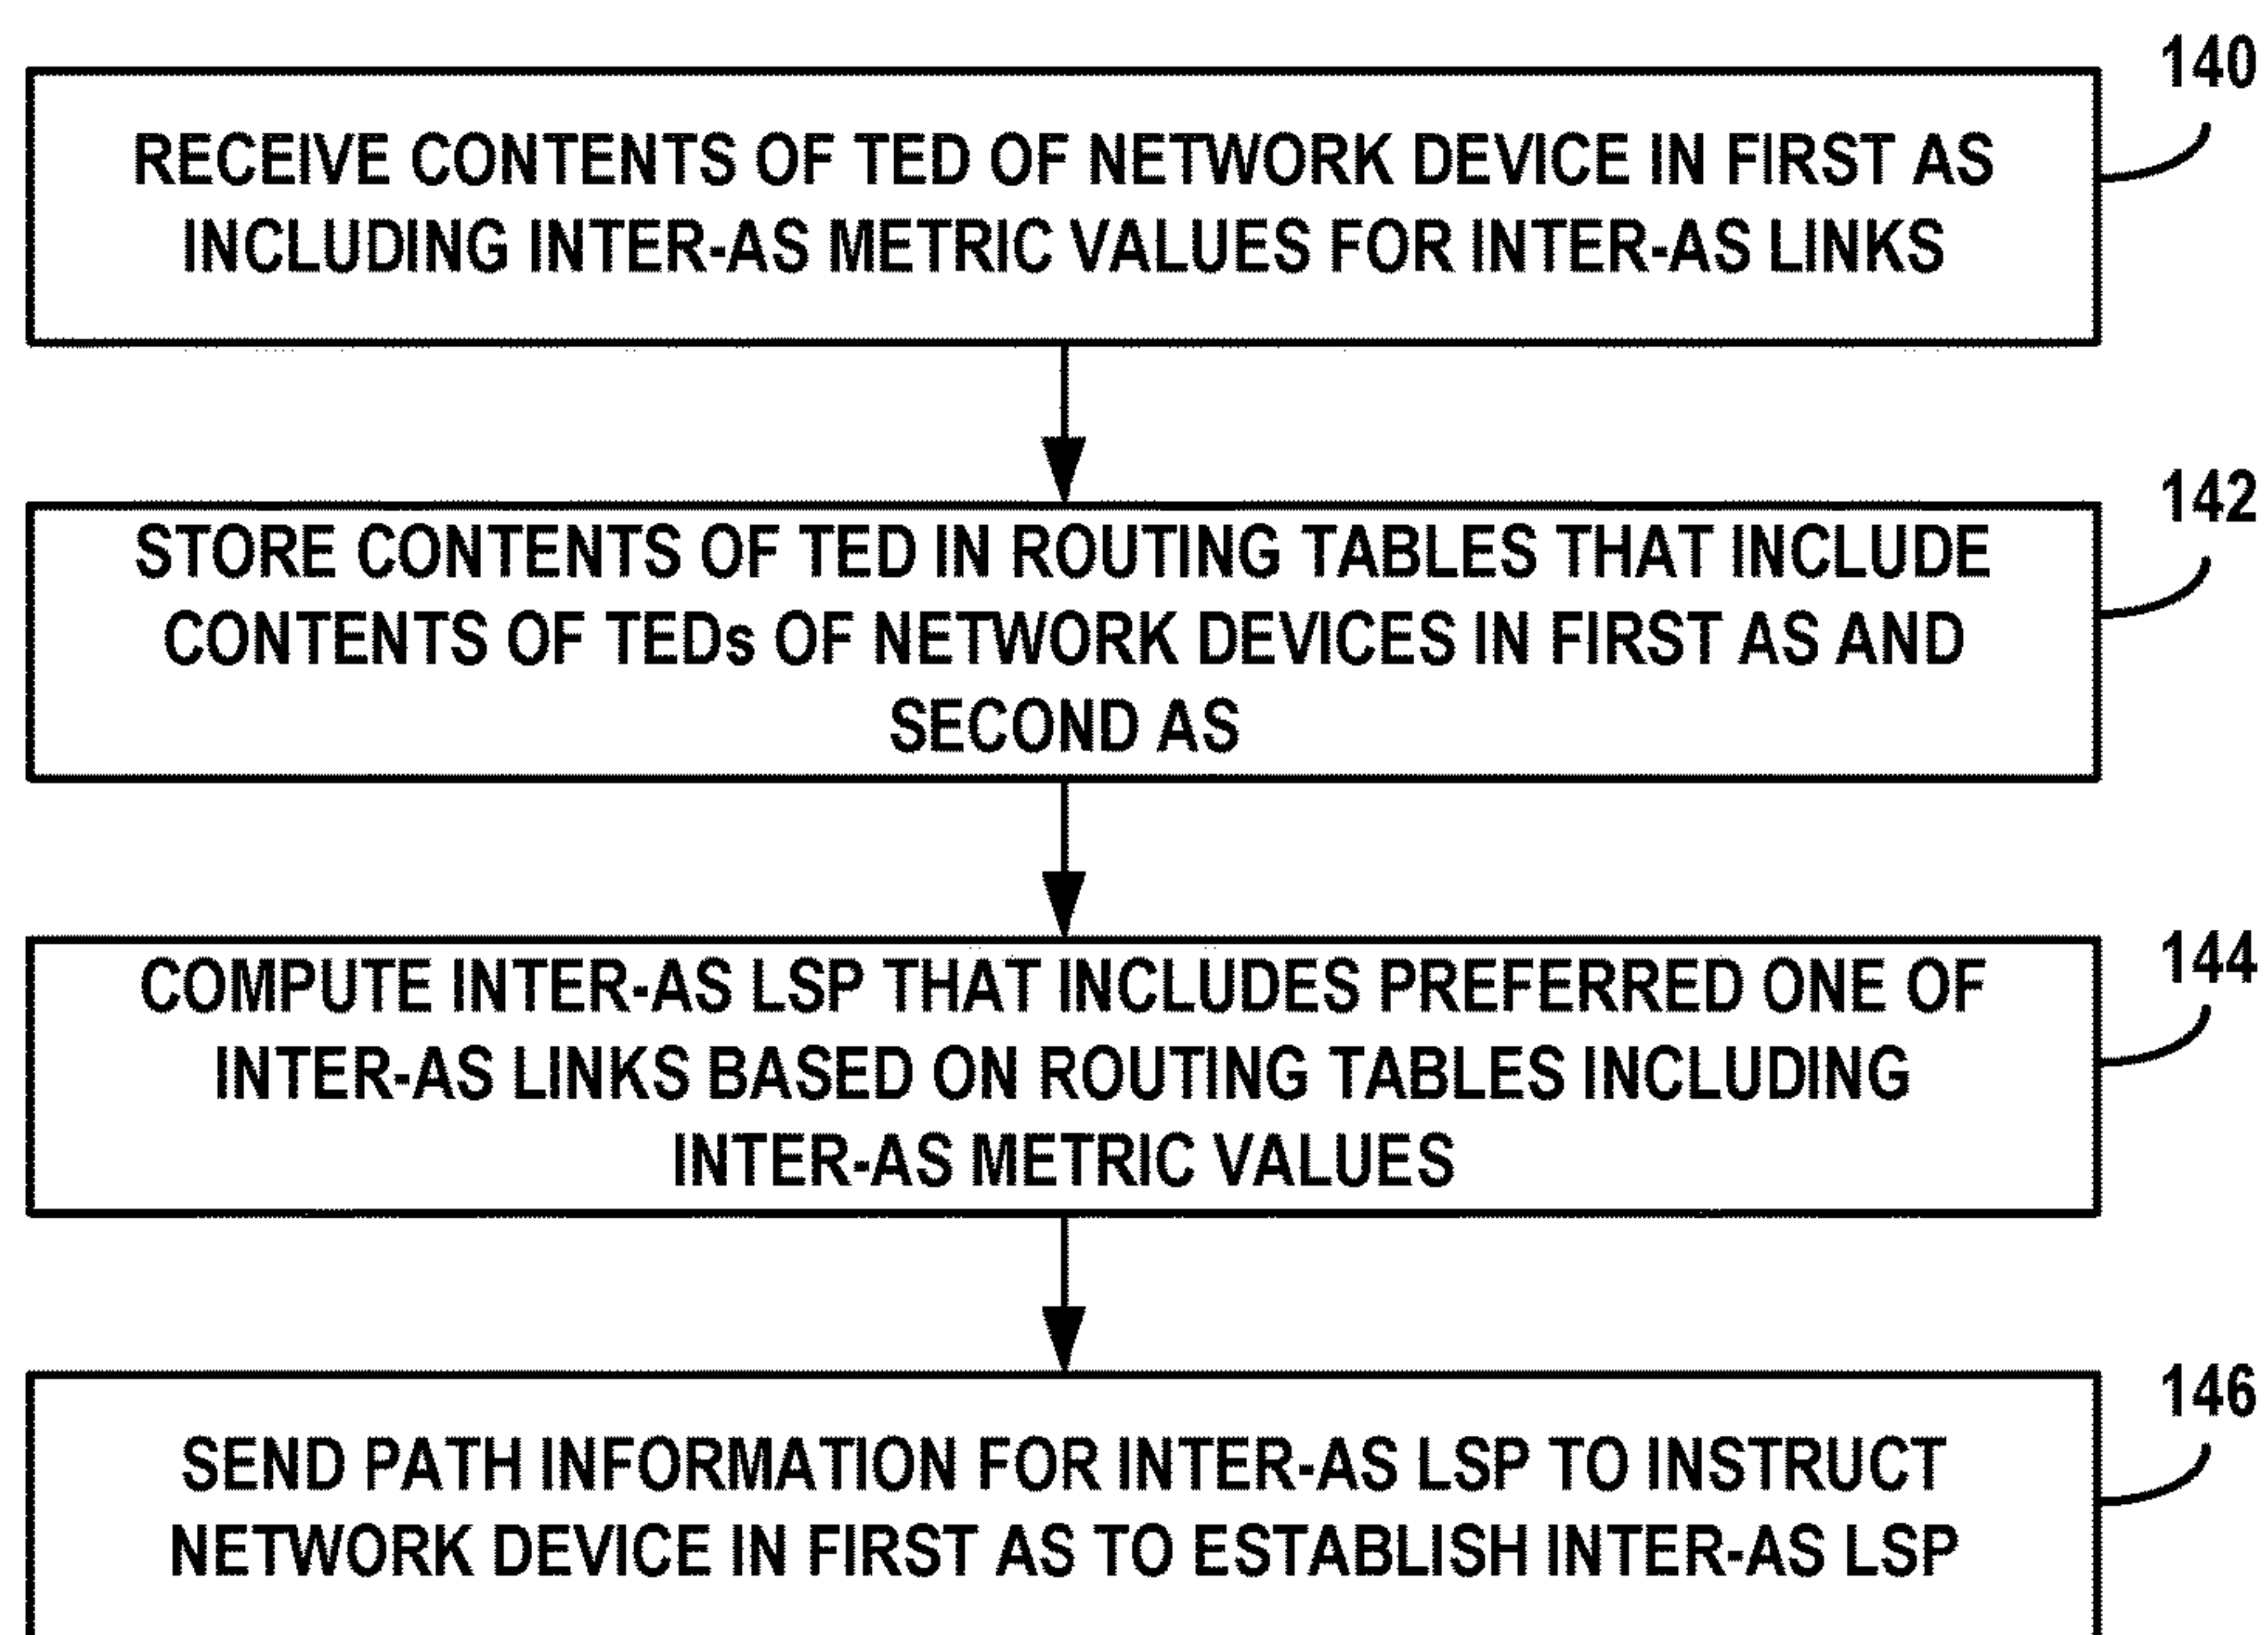 140
RECEIVE CONTENTS OF TED OF NETWORK DEVICE IN FIRST AS
INCLUDING INTER-AS METRIC VALUES FOR INTER-AS LINKS
142
STORE CONTENTS OF TED IN ROUTING TABLES THAT INCLUDE
CONTENTS OF TEDs OF NETWORK DEVICES IN FIRST AS AND
SECOND AS
144
COMPUTE INTER-AS LSP THAT INCLUDES PREFERRED ONE OF
INTER-AS LINKS BASED ON ROUTING TABLES INCLUDING
INTER-AS METRIC VALUES
146
SEND PATH INFORMATION FOR INTER-AS LSP TO INSTRUCT
NETWORK DEVICE IN FIRST AS TO ESTABLISH INTER-AS LSP